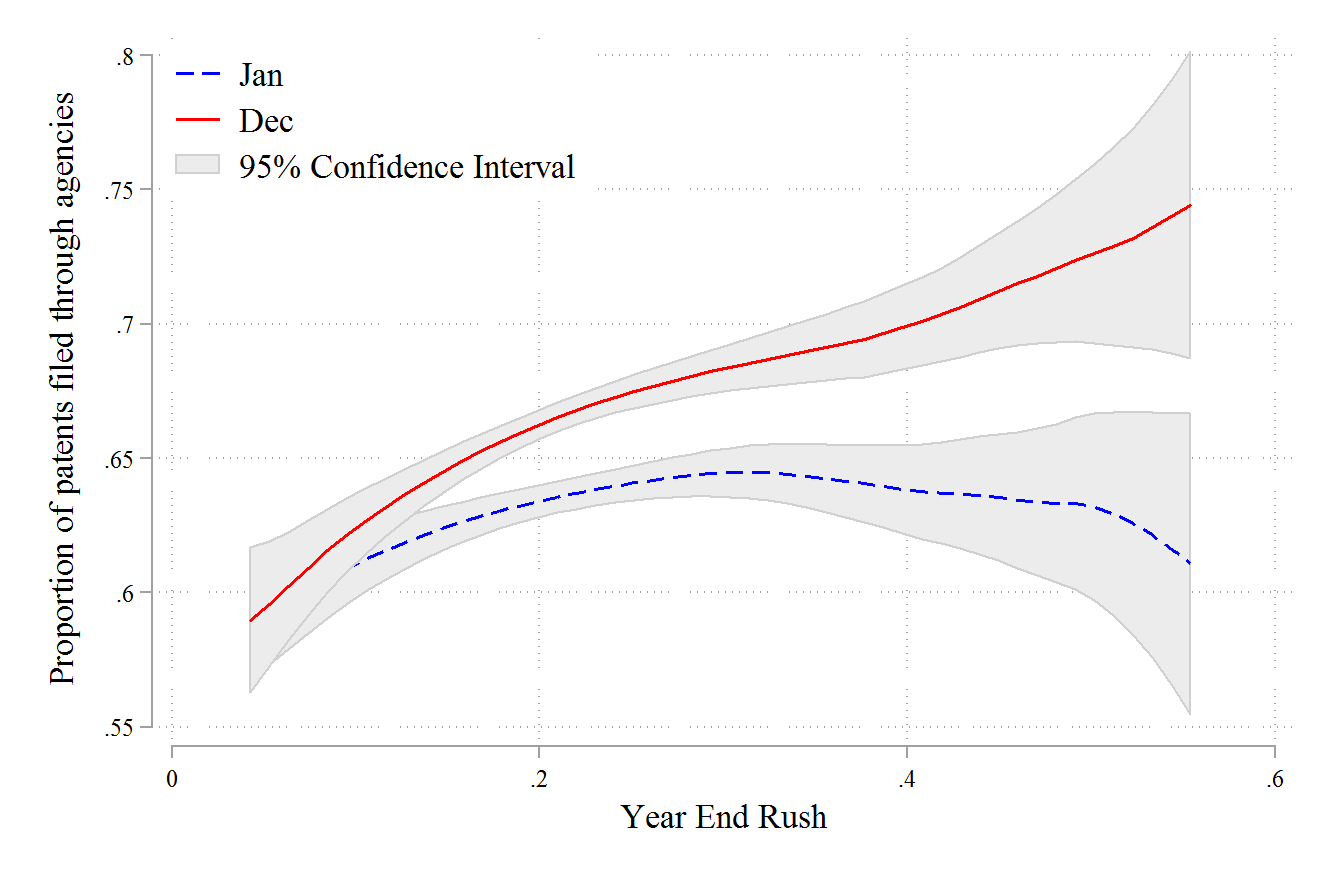 Proportion of patents filed through agencies
.8
.75
.7
.65
.6
.55
Jan
Dec
95% Confidence Interval
0
.2
.4
.6
Year End Rush